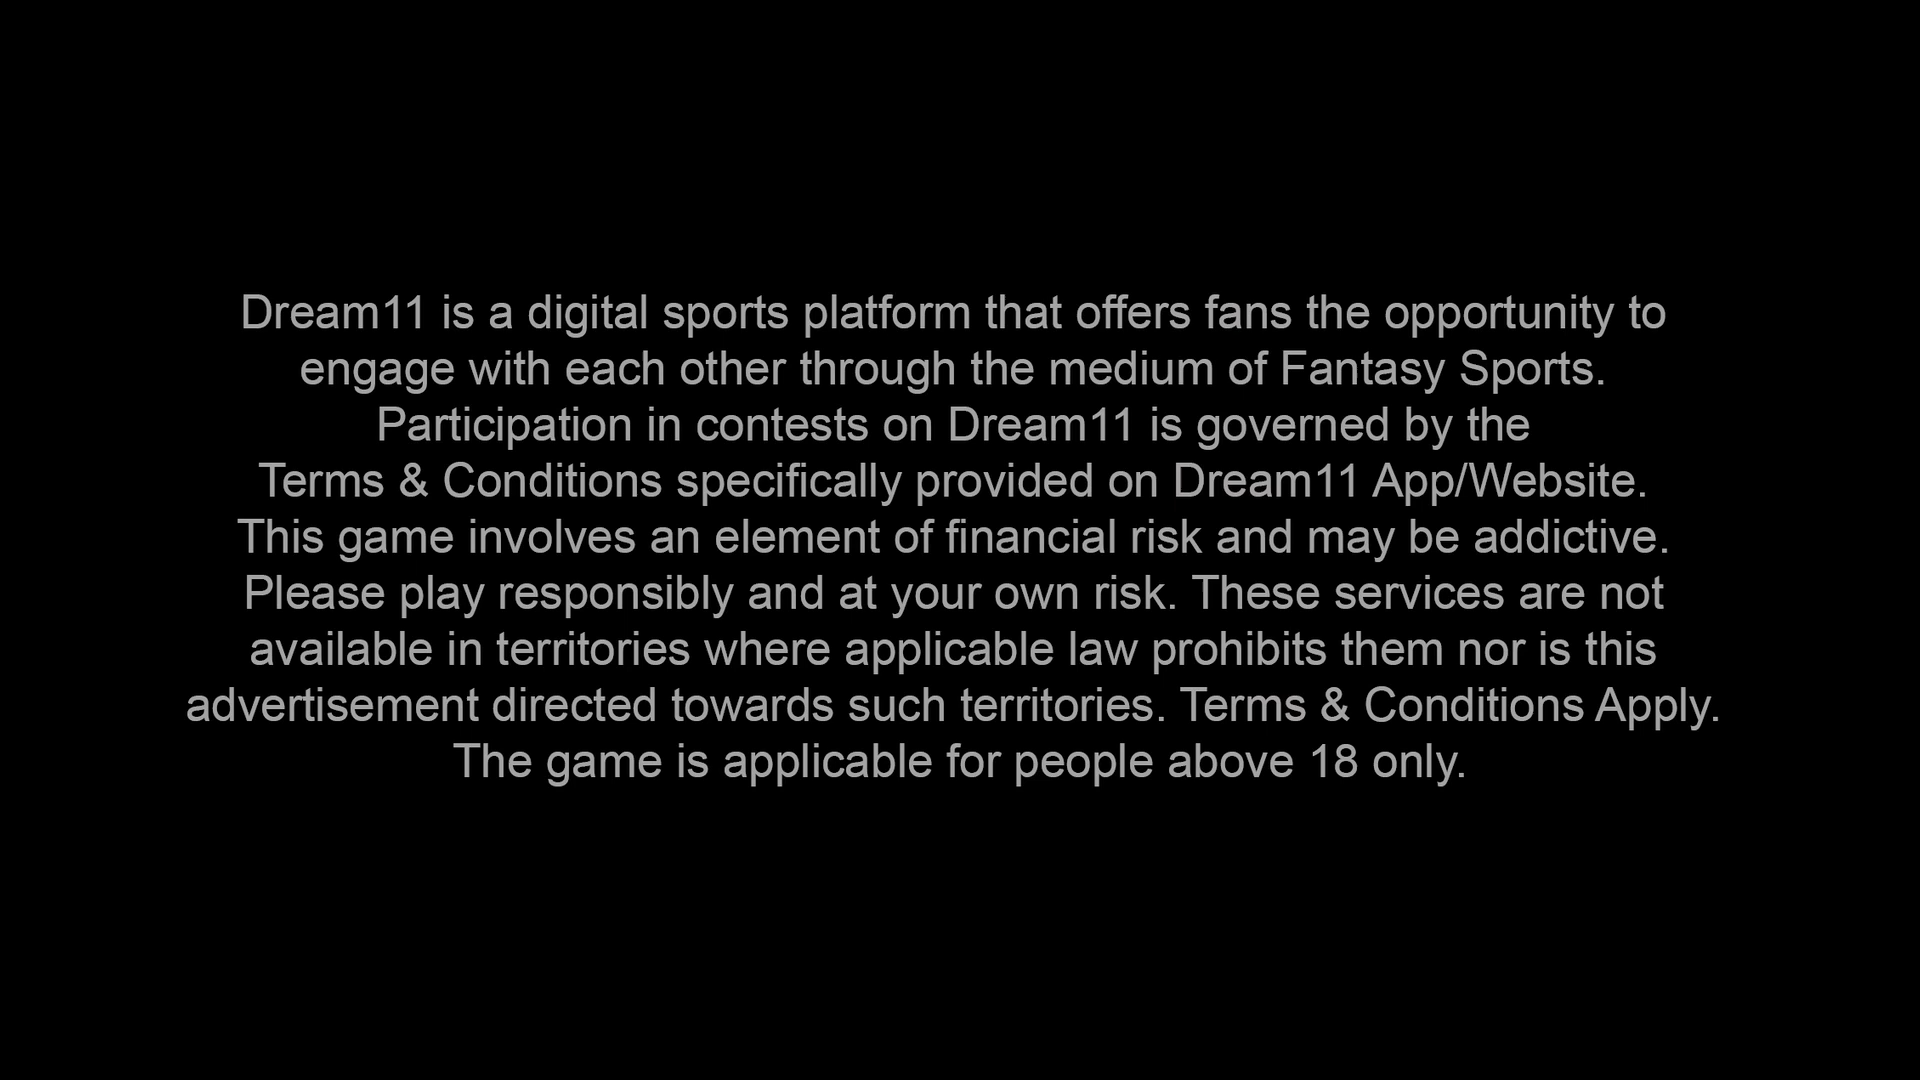 Dream11 is a digital sports platform that offers fans the opportunity to
engage with each other through the medium of Fantasy Sports.
Participation in contests on Dream11 is governed by the
Terms & Conditions specifically provided on Dream11 App/Website.
This game involves an element of financial risk and may be addictive.
Please play responsibly and at your own risk. These services are not
available in territories where applicable law prohibits them nor is this
advertisement directed towards such territories. Terms & Conditions Apply.
The game is applicable for people above 18 only.